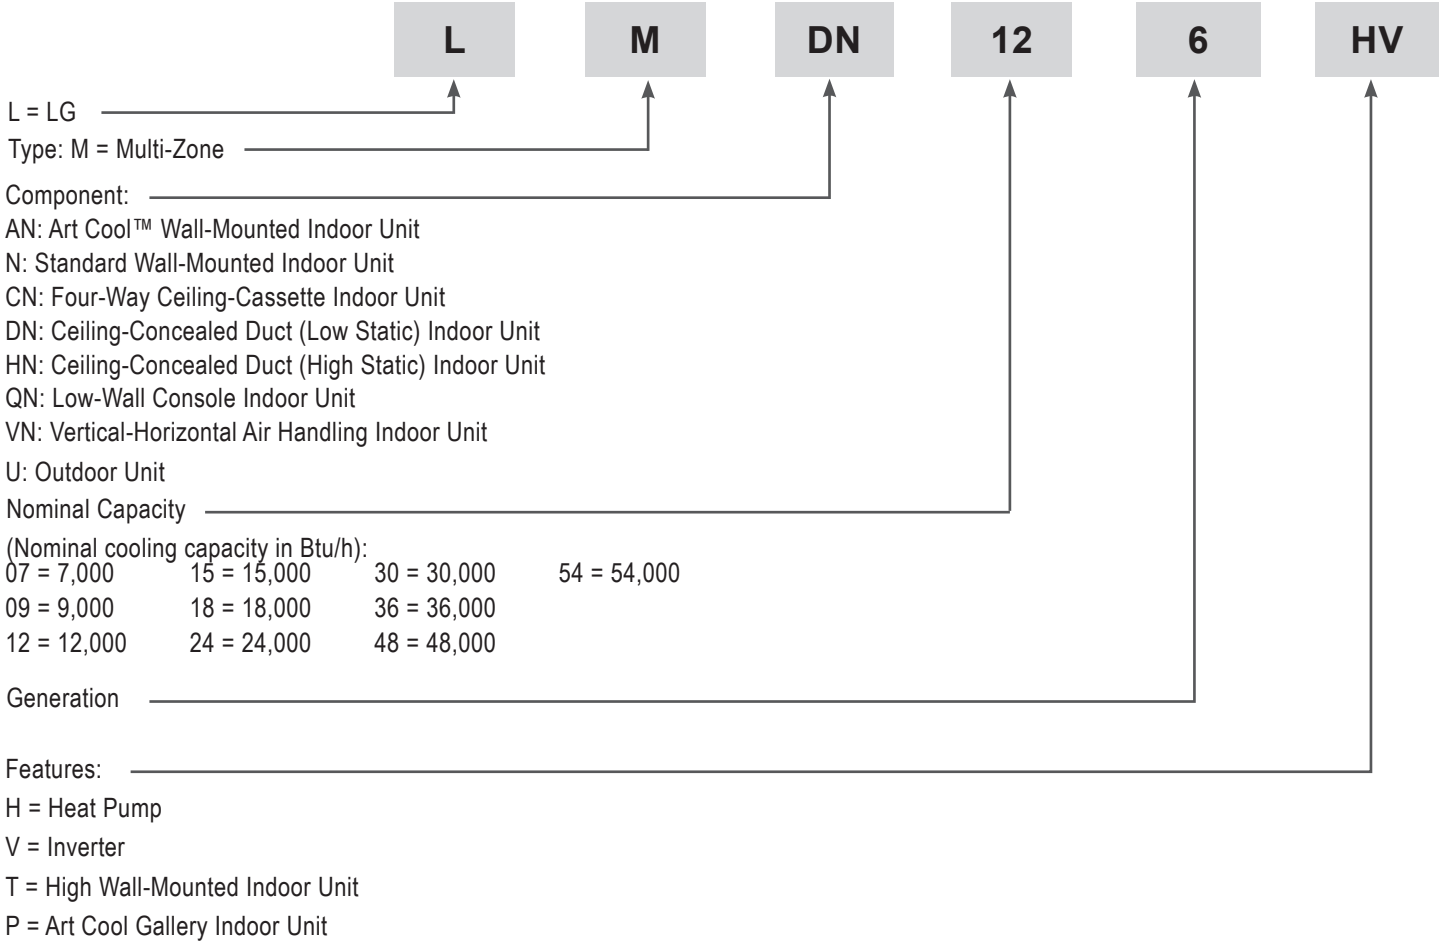 L M DN 12 6 HV
L = LG
Type: M = Multi-Zone
Component:
AN: Art Cool™ Wall-Mounted Indoor Unit
N: Standard Wall-Mounted Indoor Unit
CN: Four-Way Ceiling-Cassette Indoor Unit
DN: Ceiling-Concealed Duct (Low Static) Indoor Unit
HN: Ceiling-Concealed Duct (High Static) Indoor Unit
QN: Low-Wall Console Indoor Unit
VN: Vertical-Horizontal Air Handling Indoor Unit
U: Outdoor Unit
Nominal Capacity
(Nominal cooling capacity in Btu/h):
07 = 7,000 15 = 15,000 30 = 30,000 54 = 54,000
09 = 9,000 18 = 18,000 36 = 36,000
12 = 12,000 24 = 24,000 48 = 48,000
Generation
Features:
H = Heat Pump
V = Inverter
T = High Wall-Mounted Indoor Unit
P = Art Cool Gallery Indoor Unit